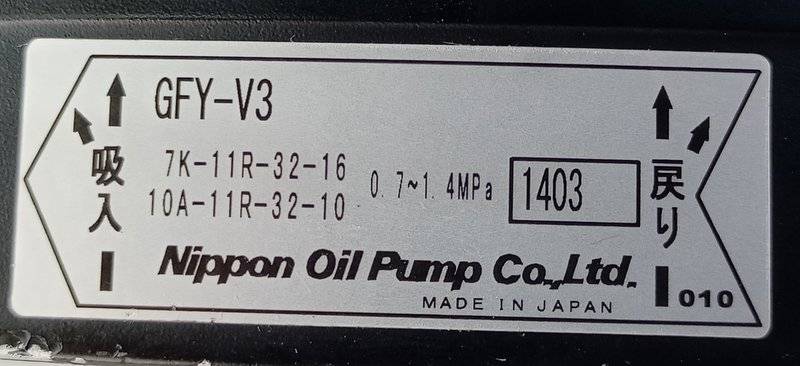 GFY-V3
吸入
7K-11R-32-16
10A-11R-32-10
0.7~1.4MPa
1403
戻り
Nippon Oil Pump Co.,Ltd.
MADE IN JAPAN
010